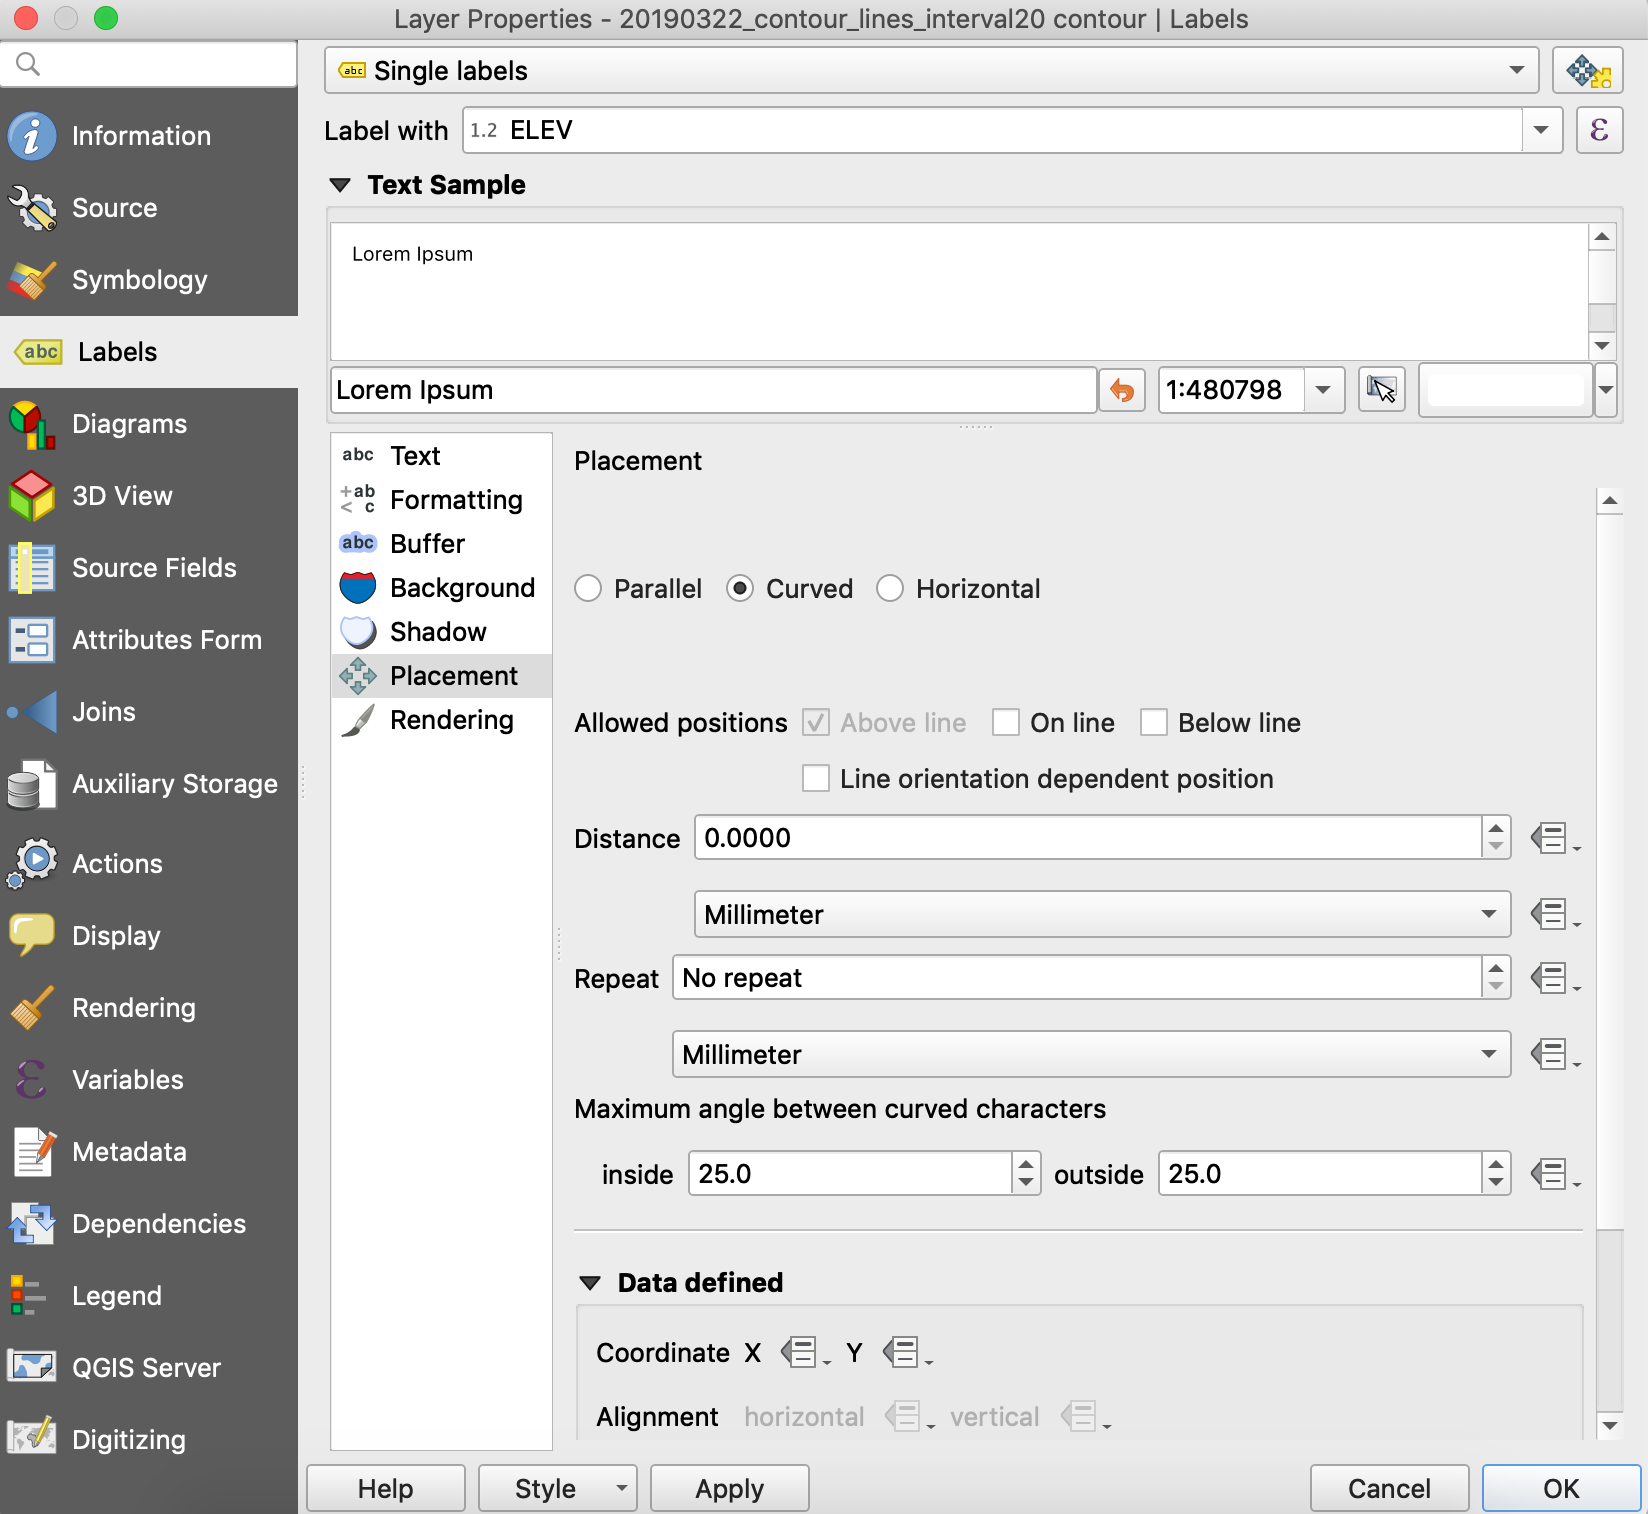 Layer Properties - 20190322_contour_lines_interval20 contour | Labels
abc Single labels
Label with 1.2 ELEV ε
Text Sample
Lorem Ipsum
Lorem Ipsum 1:480798
Information
Source
Symbology
abc Labels
Diagrams
3D View
Source Fields
Attributes Form
Joins
Auxiliary Storage
Actions
Display
Rendering
ε Variables
Metadata
Dependencies
Legend
QGIS Server
Digitizing
abc Text
+ab < c Formatting
abc Buffer
Background
Shadow
Placement
Rendering
Placement
Parallel Curved Horizontal
Allowed positions Above line On line Below line
Line orientation dependent position
Distance 0.0000
Millimeter
Repeat No repeat
Millimeter
Maximum angle between curved characters
inside 25.0 outside 25.0
Data defined
Coordinate X Y
Alignment horizontal vertical
Help Style Apply Cancel OK